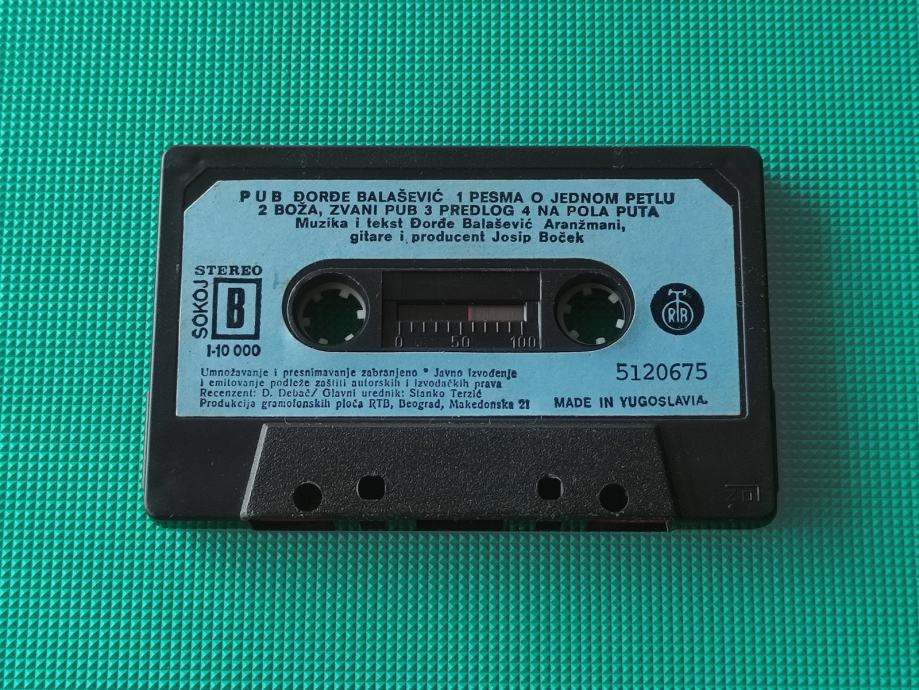 PUB ĐORĐE BALAŠEVIĆ 1 PESMA O JEDNOM PETLU
2 BOŽA, ZVANI PUB 3 PREDLOG 4 NA POLA PUTA
Muzika i tekst Đorđe Balašević Aranžmani,
gitare i producent Josip Boček
STEREO
SOKOJ
B
1-10 000
0 50 100
RTB
Umnožavanje i presnimavanje zabranjeno * Javno izvođenje
i emitovanje podleže zaštiti autorskih i izvođačkih prava
Recenzent: D. Debač/ Glavni urednik: Stanko Terzić
Produkcija gramofonskih ploča RTB, Beograd, Makedonska 21
5120675
MADE IN YUGOSLAVIA.